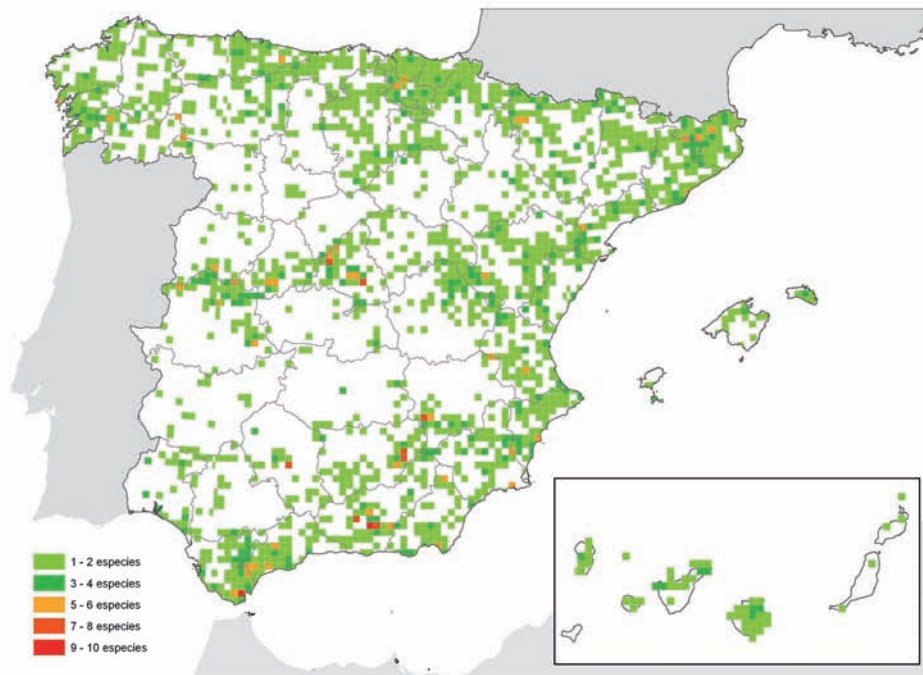 1 - 2 especies
3 - 4 especies
5 - 6 especies
7 - 8 especies
9 - 10 especies